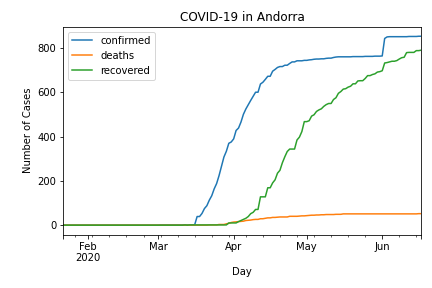 COVID-19 in Andorra
confirmed
deaths
recovered
Number of Cases
800
600
400
200
0
Feb
2020
Mar
Apr
May
Jun
Day